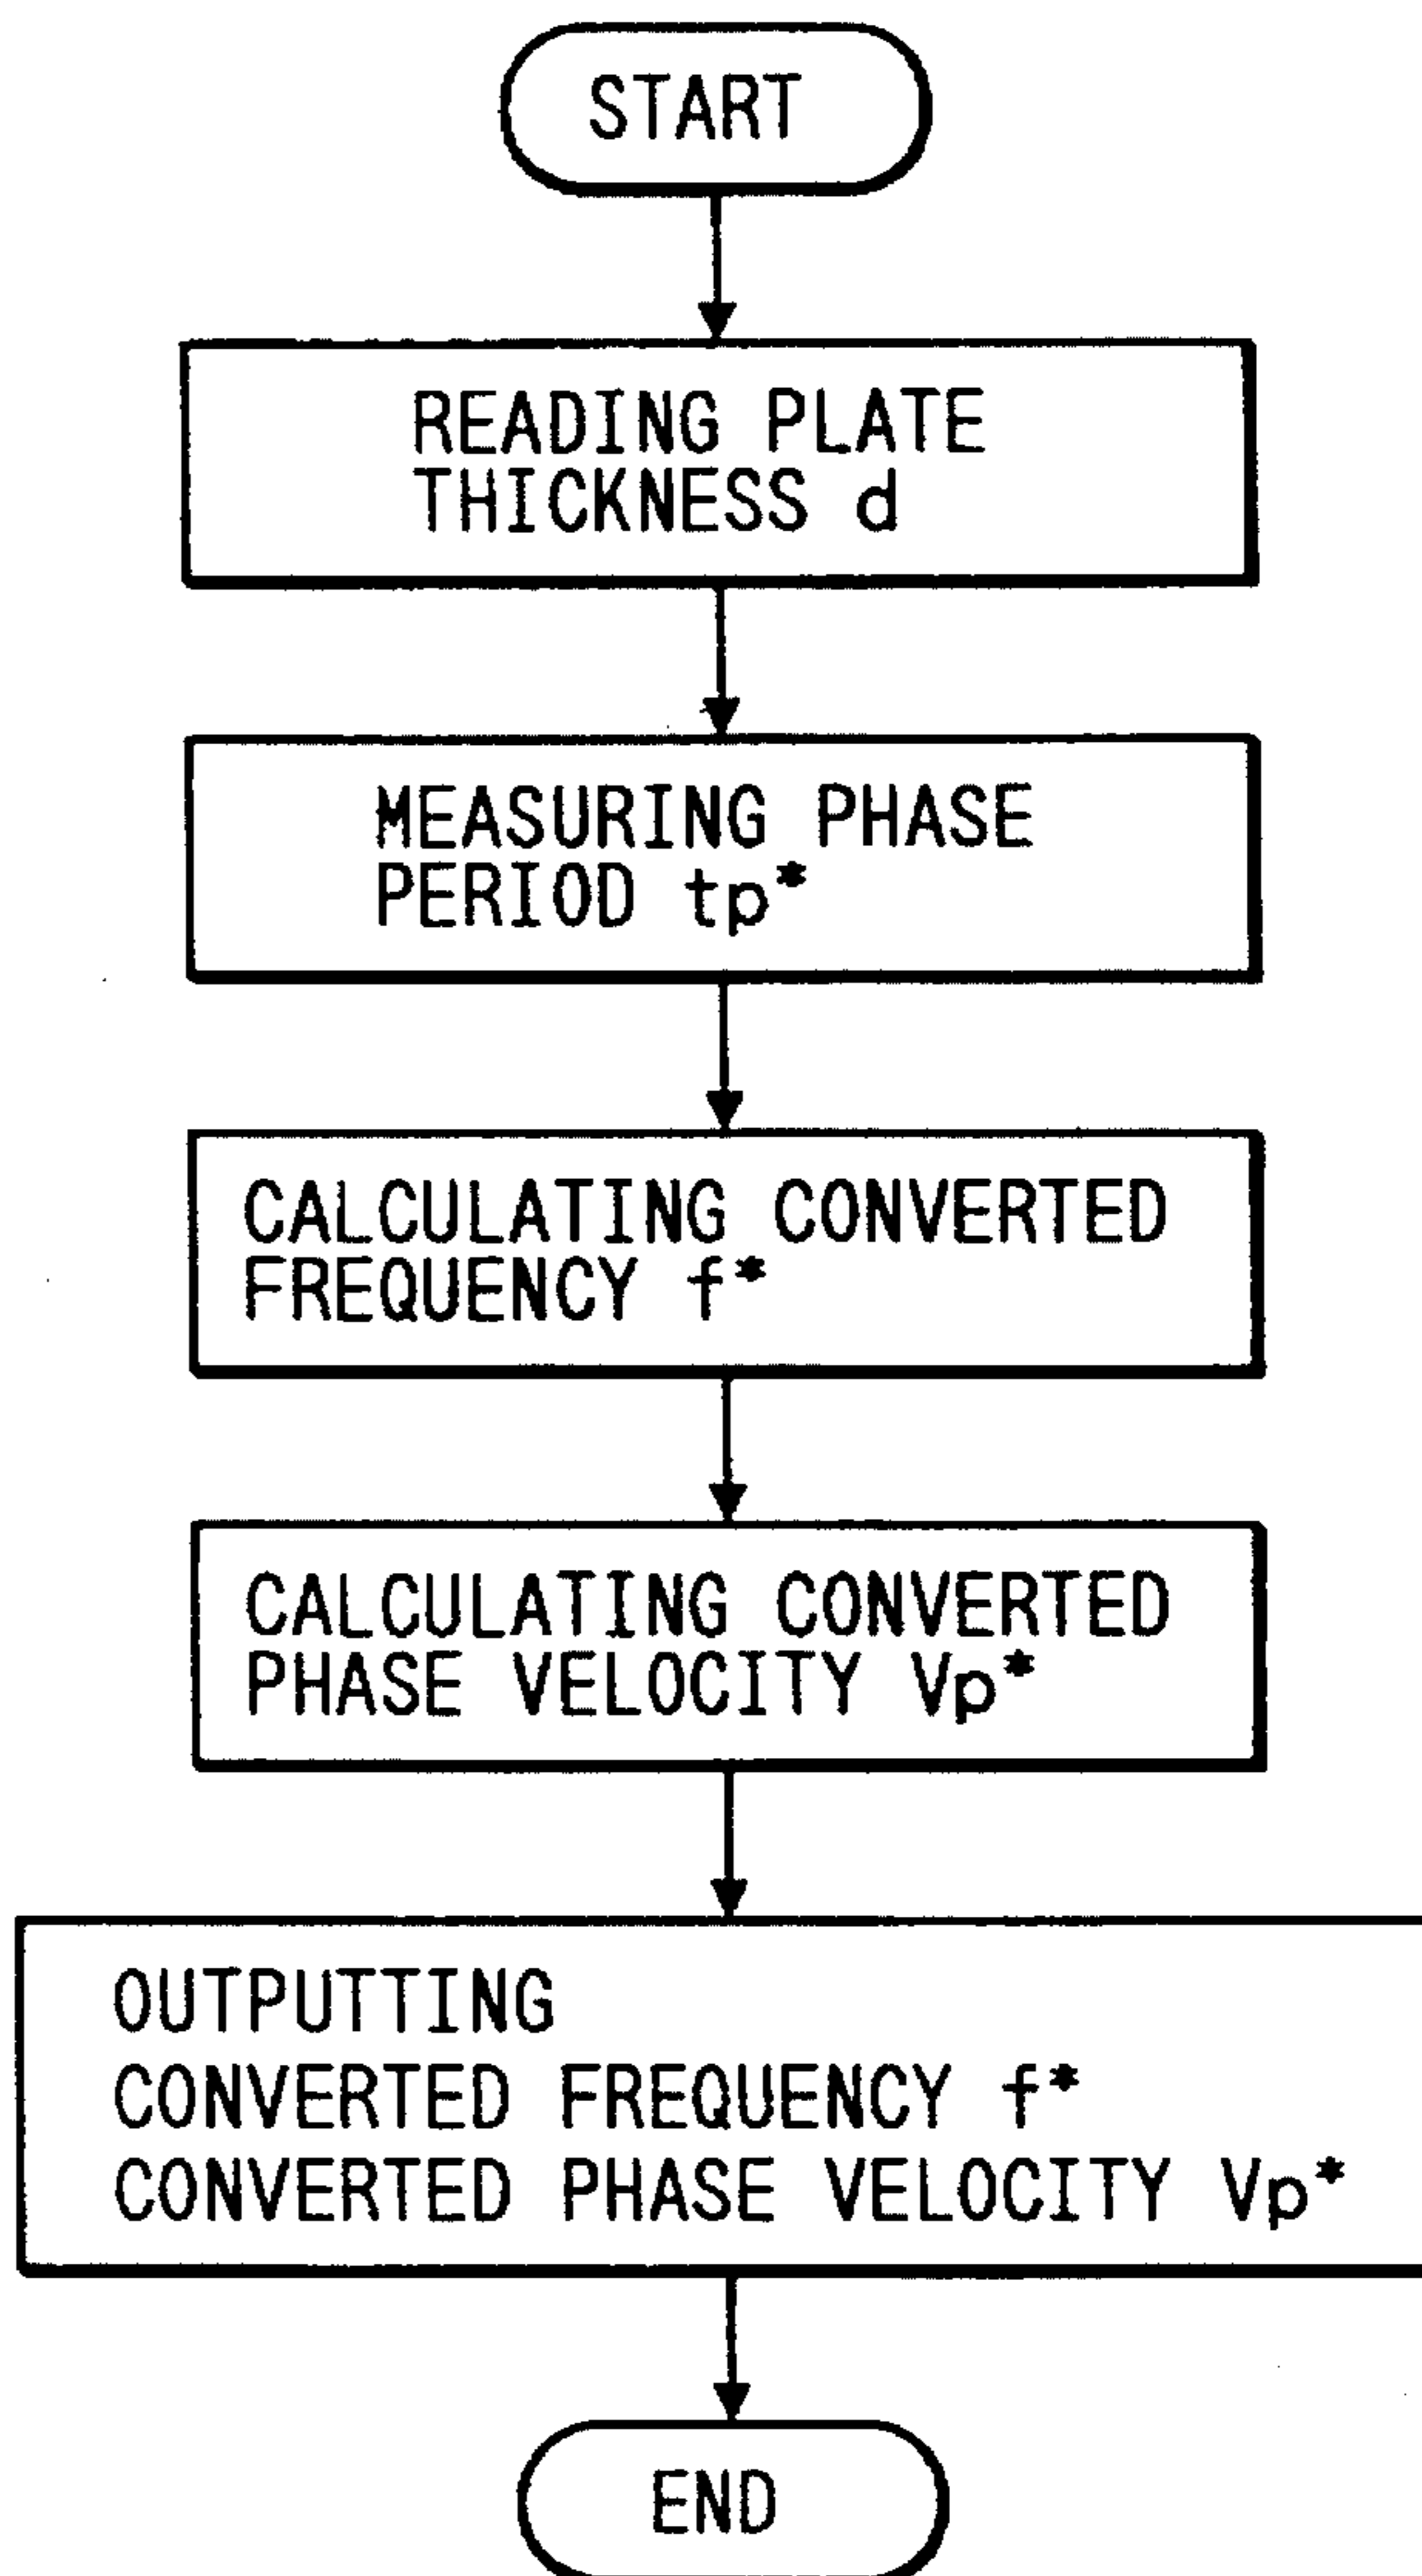 START
READING PLATE
THICKNESS d
MEASURING PHASE
PERIOD tp*
CALCULATING CONVERTED
FREQUENCY f*
CALCULATING CONVERTED
PHASE VELOCITY Vp*
OUTPUTTING
CONVERTED FREQUENCY f*
CONVERTED PHASE VELOCITY Vp*
END